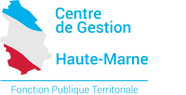 Centre
de Gestion
Haute-Marne
Fonction Publique Territoriale